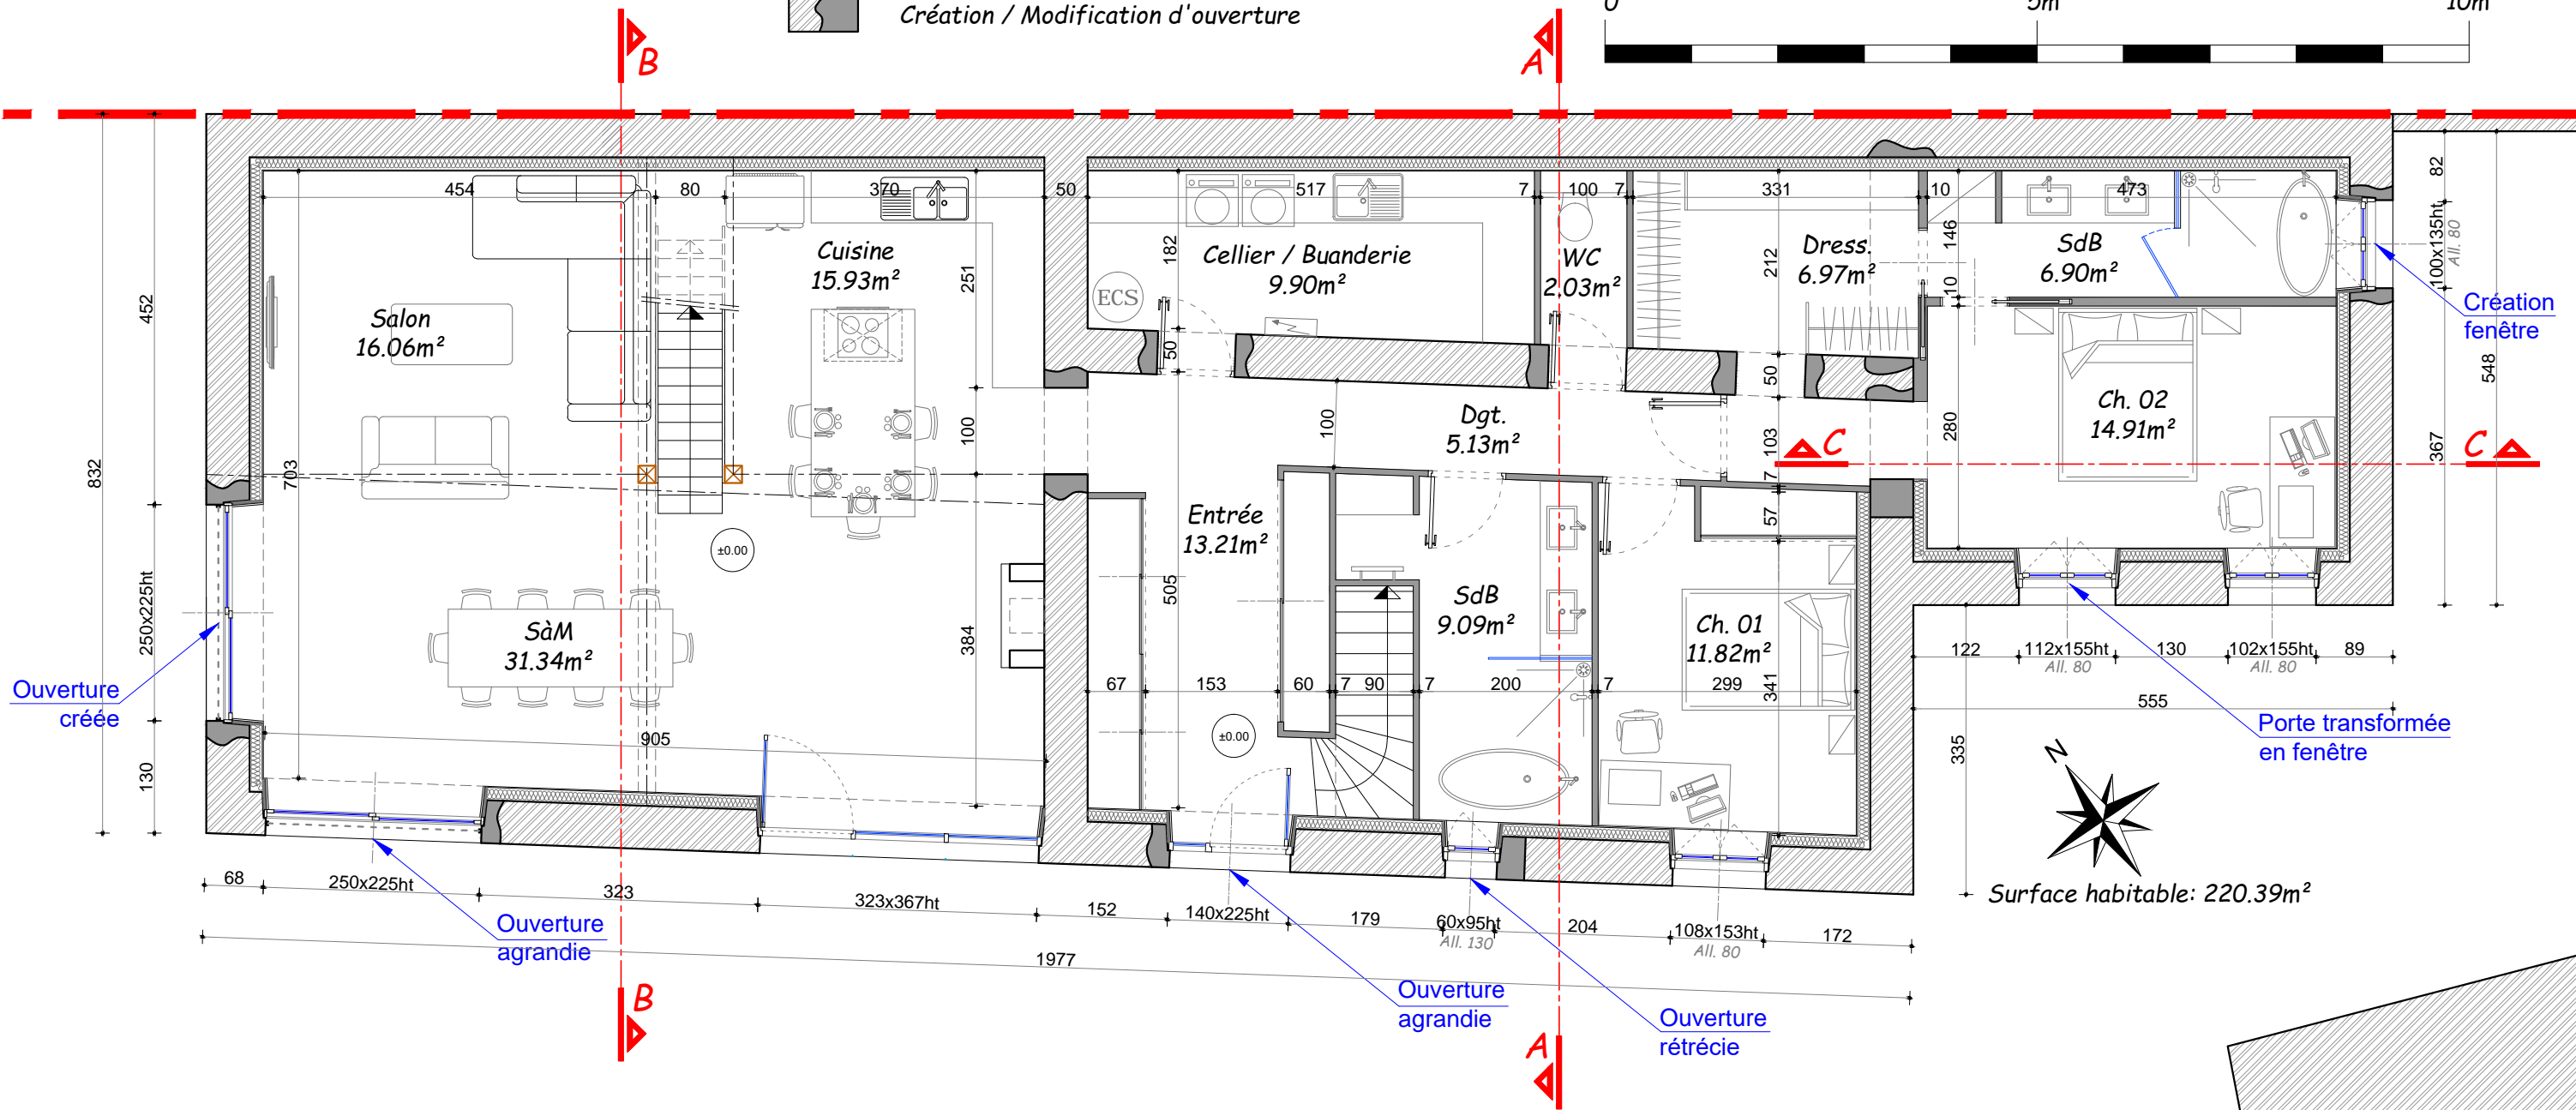 Création / Modification d'ouverture
0
5m
10m
B
A
454
80
370
50
517
7
100
7
331
10
473
82
100x135ht
All. 80
Création
fenêtre
548
367
832
452
250x225ht
130
703
Salon
16.06m²
Cuisine
15.93m²
251
100
384
Cellier / Buanderie
9.90m²
182
50
ECS
WC
2.03m²
Dress.
6.97m²
212
50
103
7
57
341
146
10
280
SdB
6.90m²
Ch. 02
14.91m²
C
C
Dgt.
5.13m²
100
Entrée
13.21m²
505
±0.00
±0.00
SàM
31.34m²
SdB
9.09m²
Ch. 01
11.82m²
67
153
60
7
90
7
200
7
299
905
Ouverture
créée
122
112x155ht
All. 80
130
102x155ht
All. 80
89
555
335
Porte transformée
en fenêtre
N
Surface habitable: 220.39m²
68
250x225ht
323
323x367ht
152
140x225ht
179
60x95ht
All. 130
204
108x153ht
All. 80
172
1977
Ouverture
agrandie
Ouverture
agrandie
Ouverture
rétrécie
B
A